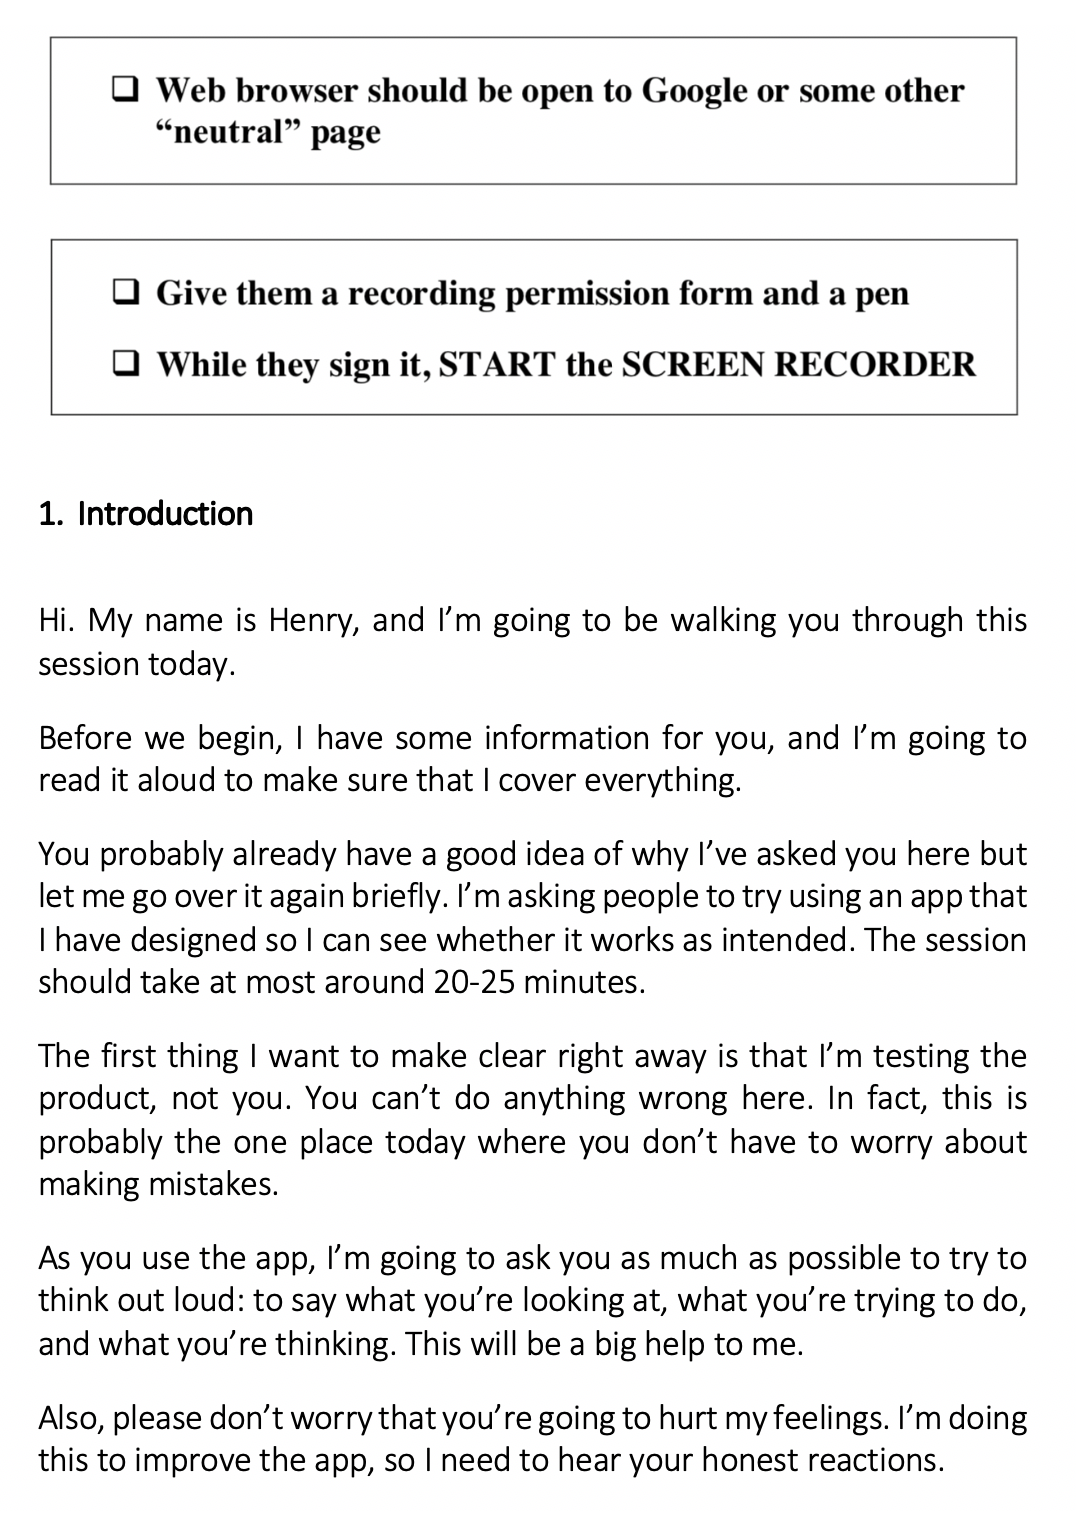 ❑ Web browser should be open to Google or some other
“neutral” page
❑ Give them a recording permission form and a pen
❑ While they sign it, START the SCREEN RECORDER
1. Introduction
Hi. My name is Henry, and I’m going to be walking you through this
session today.
Before we begin, I have some information for you, and I’m going to
read it aloud to make sure that I cover everything.
You probably already have a good idea of why I’ve asked you here but
let me go over it again briefly. I’m asking people to try using an app that
I have designed so I can see whether it works as intended. The session
should take at most around 20-25 minutes.
The first thing I want to make clear right away is that I’m testing the
product, not you. You can’t do anything wrong here. In fact, this is
probably the one place today where you don’t have to worry about
making mistakes.
As you use the app, I’m going to ask you as much as possible to try to
think out loud: to say what you’re looking at, what you’re trying to do,
and what you’re thinking. This will be a big help to me.
Also, please don’t worry that you’re going to hurt my feelings. I’m doing
this to improve the app, so I need to hear your honest reactions.